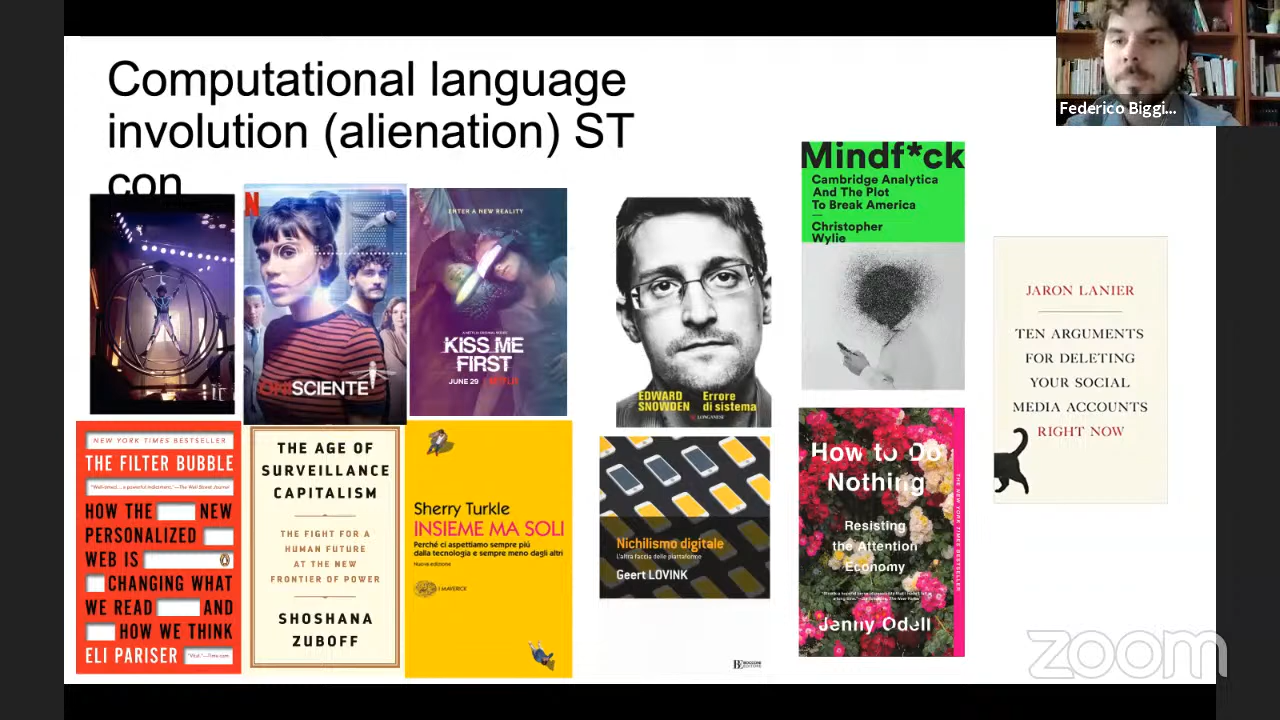 Computational language
involution (alienation) ST
con
Federico Biggi...
N
ONISCIENTE
ENTER A NEW REALITY
A NETFLIX ORIGINAL SERIES
KISS ME
FIRST
JUNE 29 | NETFLIX
EDWARD
SNOWDEN
Errore
di sistema
LONGANESI
Mindf*ck
Cambridge Analytica
And The Plot
To Break America
Christopher
Wylie
JARON LANIER
TEN ARGUMENTS
FOR DELETING
YOUR SOCIAL
MEDIA ACCOUNTS
RIGHT NOW
NEW YORK TIMES BESTSELLER
THE FILTER BUBBLE
HOW THE NEW
PERSONALIZED
WEB IS
CHANGING WHAT
WE READ AND
HOW WE THINK
ELI PARISER
THE AGE OF
SURVEILLANCE
CAPITALISM
THE FIGHT FOR A
HUMAN FUTURE
AT THE NEW
FRONTIER OF POWER
SHOSHANA
ZUBOFF
Sherry Turkle
INSIEME MA SOLI
Perché ci aspettiamo sempre più
dalla tecnologia e sempre meno dagli altri
Nuova edizione
MAVERICK
Nichilismo digitale
L'altra faccia delle piattaforme
Geert LOVINK
How to Do
Nothing
Resisting
the Attention
Economy
Jenny Odell
THE NEW YORK TIMES BESTSELLER
zoom